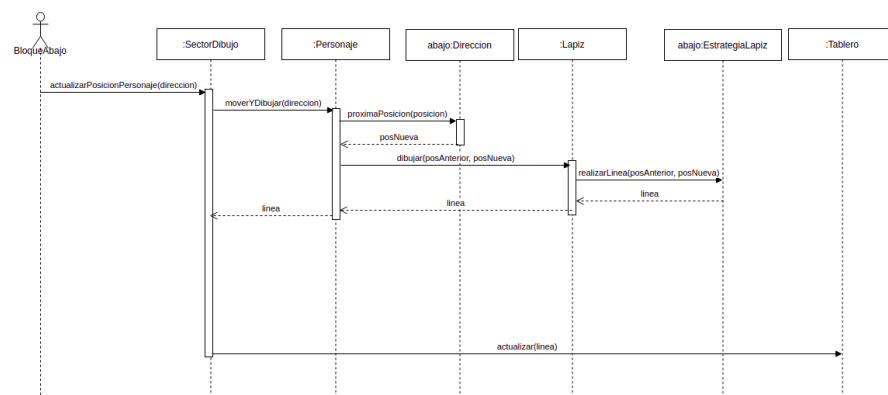 BloqueAbajo
:SectorDibujo
:Personaje
abajo:Direccion
:Lapiz
abajo:EstrategiaLapiz
:Tablero
actualizarPosicionPersonaje(direccion)
moverYDibujar(direccion)
proximaPosicion(posicion)
posNueva
dibujar(posAnterior, posNueva)
realizarLinea(posAnterior, posNueva)
linea
linea
linea
actualizar(linea)